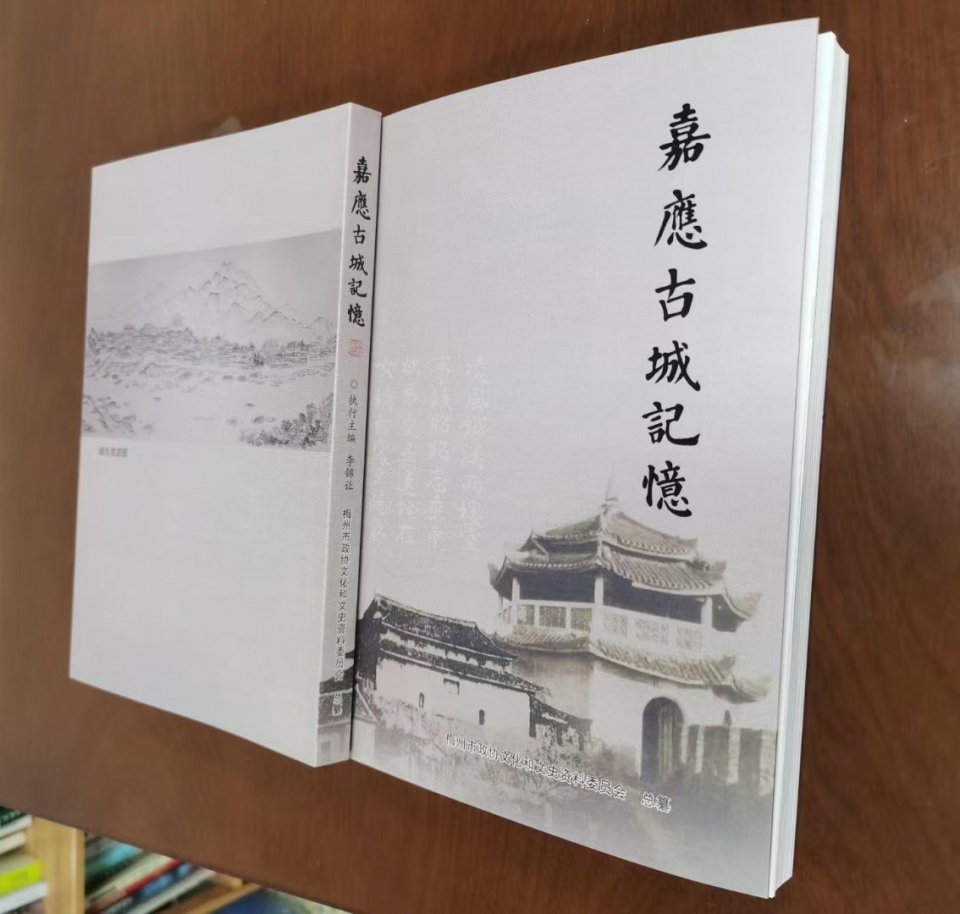 嘉應古城記憶
◎执行主编 李锦让
梅州市政协文化和文史资料委员会 总纂
嘉應古城記憶
梅州市政协文化和文史资料委员会 总纂